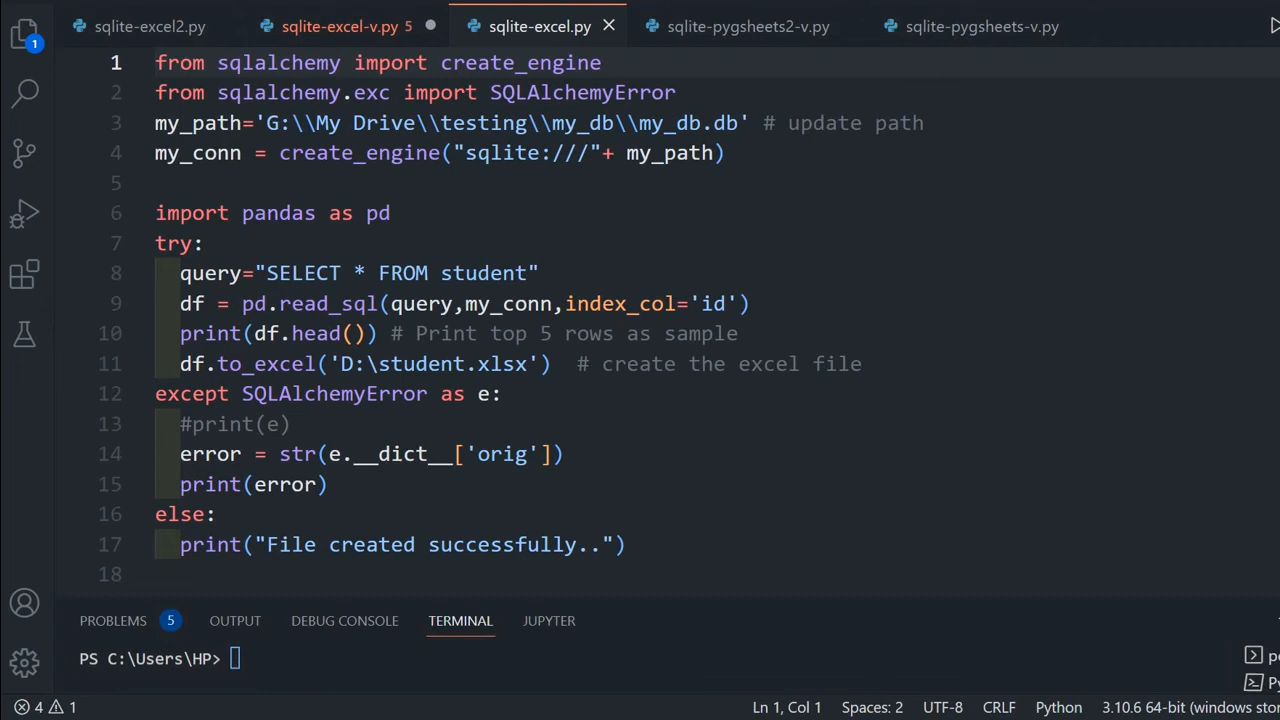 sqlite-excel2.py sqlite-excel-v.py 5 sqlite-excel.py sqlite-pygsheets2-v.py sqlite-pygsheets-v.py
1
1 from sqlalchemy import create_engine
2 from sqlalchemy.exc import SQLAlchemyError
3 my_path='G:\\My Drive\\testing\\my_db\\my_db.db' # update path
4 my_conn = create_engine("sqlite:///"+ my_path)
5
6 import pandas as pd
7 try:
8   query="SELECT * FROM student"
9   df = pd.read_sql(query,my_conn,index_col='id')
10   print(df.head()) # Print top 5 rows as sample
11   df.to_excel('D:\student.xlsx')  # create the excel file
12 except SQLAlchemyError as e:
13   #print(e)
14   error = str(e.__dict__['orig'])
15   print(error)
16 else:
17   print("File created successfully..")
18
PROBLEMS 5 OUTPUT DEBUG CONSOLE TERMINAL JUPYTER
PS C:\Users\HP>
4 1 Ln 1, Col 1 Spaces: 2 UTF-8 CRLF Python 3.10.6 64-bit (windows